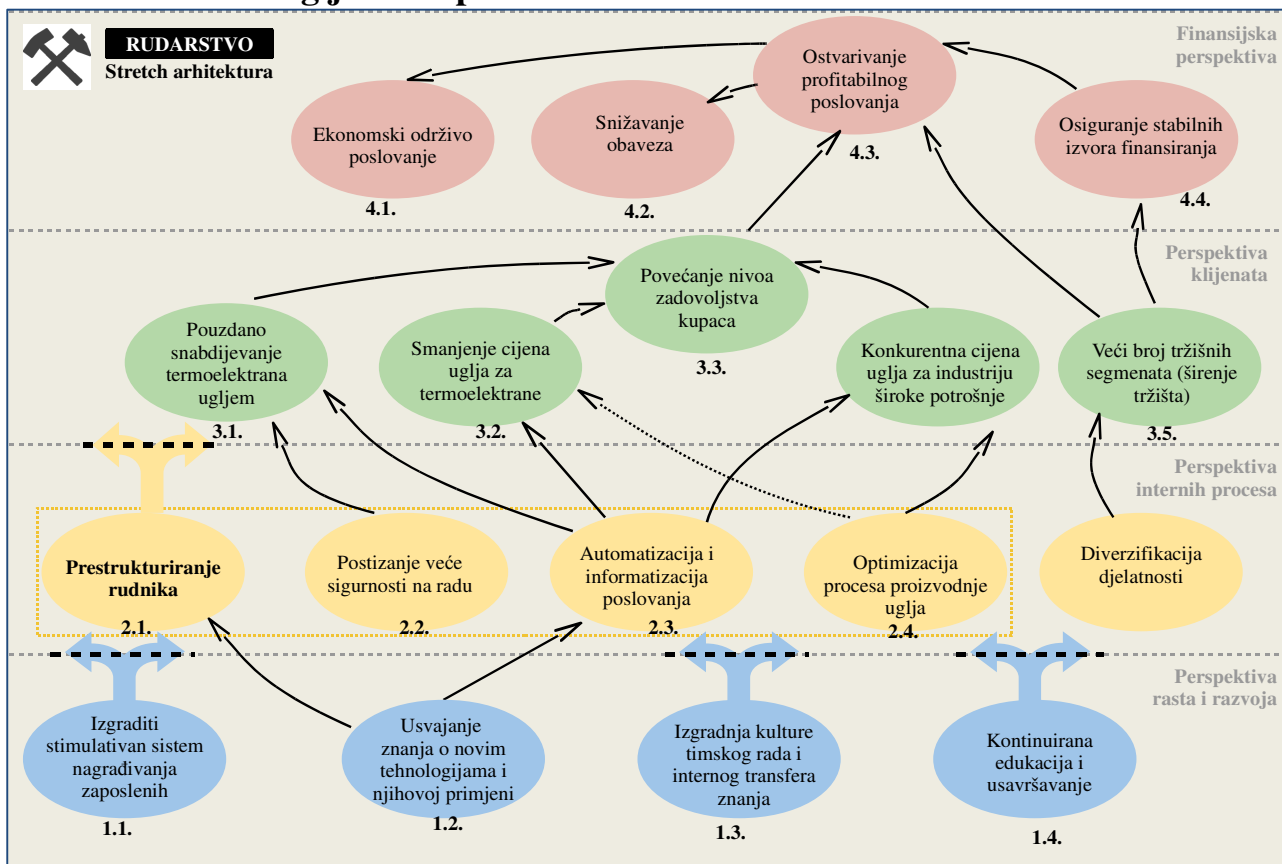 RUDARSTVO
Stretch arhitektura
Finansijska
perspektiva
Ostvarivanje
profitabilnog
poslovanja
4.3.
Ekonomski održivo
poslovanje
4.1.
Snižavanje
obaveza
4.2.
Osiguranje stabilnih
izvora finansiranja
4.4.
Perspektiva
klijenata
Povećanje nivoa
zadovoljstva
kupaca
3.3.
Pouzdano
snabdijevanje
termoelektrana
ugljem
3.1.
Smanjenje cijena
uglja za
termoelektrane
3.2.
Konkurentna cijena
uglja za industriju
široke potrošnje
Veći broj tržišnih
segmenata (širenje
tržišta)
3.5.
Perspektiva
internih procesa
Prestrukturiranje
rudnika
2.1.
Postizanje veće
sigurnosti na radu
2.2.
Automatizacija i
informatizacija
poslovanja
2.3.
Optimizacija
procesa proizvodnje
uglja
2.4.
Diverzifikacija
djelatnosti
Perspektiva
rasta i razvoja
Izgraditi
stimulativan sistem
nagrađivanja
zaposlenih
1.1.
Usvajanje
znanja o novim
tehnologijama i
njihovoj primjeni
1.2.
Izgradnja kulture
timskog rada i
internog transfera
znanja
1.3.
Kontinuirana
edukacija i
usavršavanje
1.4.